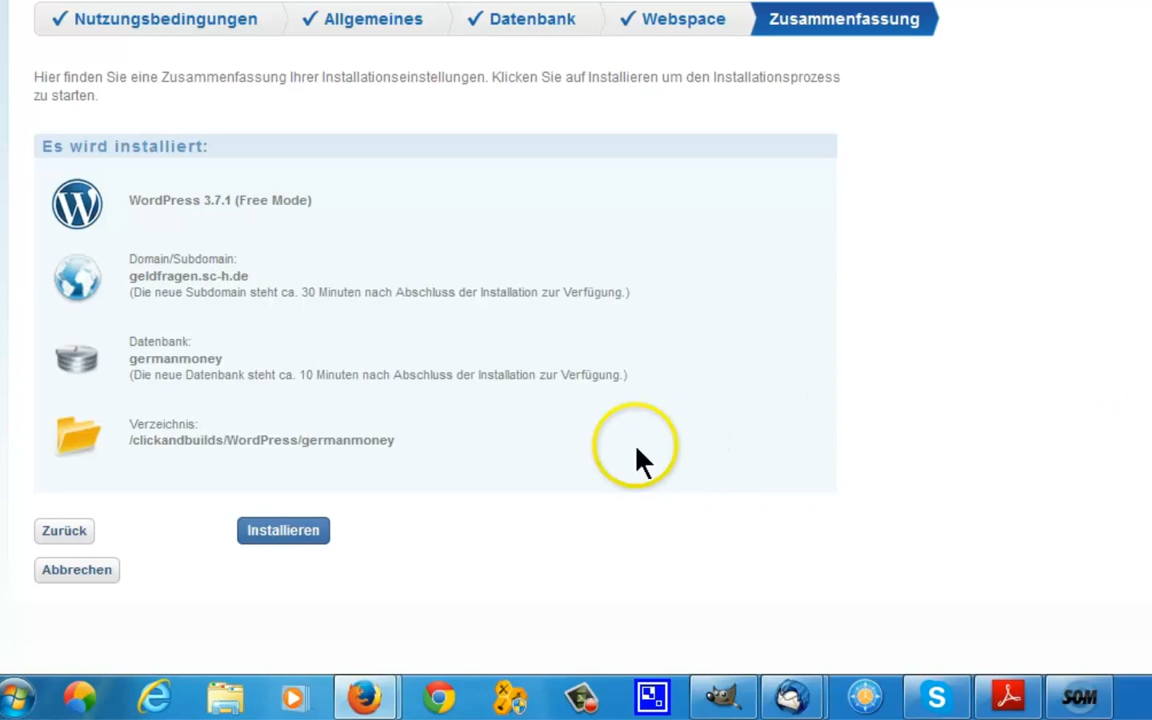 ✓ Nutzungsbedingungen ✓ Allgemeines ✓ Datenbank ✓ Webspace Zusammenfassung
Hier finden Sie eine Zusammenfassung Ihrer Installationseinstellungen. Klicken Sie auf Installieren um den Installationsprozess
zu starten.
Es wird installiert:
WordPress 3.7.1 (Free Mode)
Domain/Subdomain:
geldfragen.sc-h.de
(Die neue Subdomain steht ca. 30 Minuten nach Abschluss der Installation zur Verfügung.)
Datenbank:
germanmoney
(Die neue Datenbank steht ca. 10 Minuten nach Abschluss der Installation zur Verfügung.)
Verzeichnis:
/clickandbuilds/WordPress/germanmoney
Zurück Installieren
Abbrechen
SOM